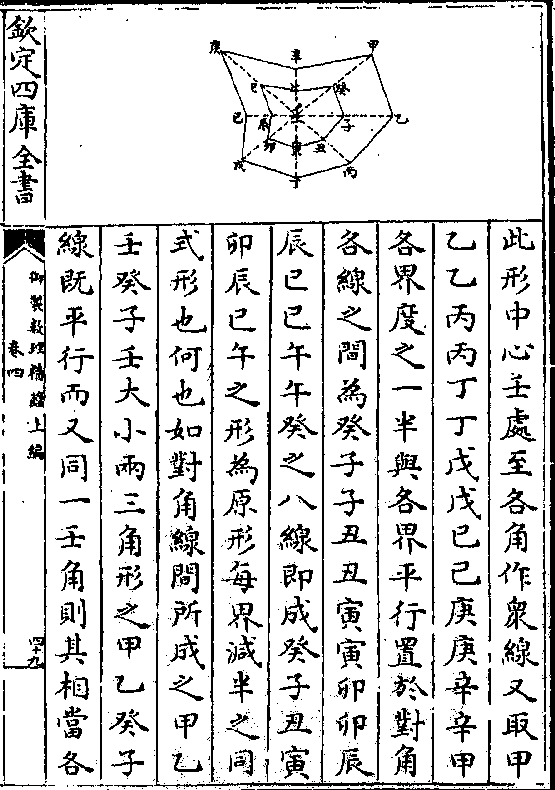 欽定四庫全書
庚
辛
甲
巳
午
癸
巳
辰
壬
子
乙
卯
寅
丑
戊
丙
此形中心壬處至各角作衆線又取甲
乙乙丙丙丁丁戊戊巳己庚庚辛辛甲
各界度之一半與各界平行置於對角
各線之間為癸子子丑丑寅寅卯卯辰
辰巳巳午午癸之八線即成癸子丑寅
卯辰巳午之形為原形每界減半之同
式形也何也如對角線間所成之甲乙
壬癸子壬大小兩三角形之甲乙癸子
線既平行而又同一壬角則其相當各
御製數理精蘊上編
卷四
四十九